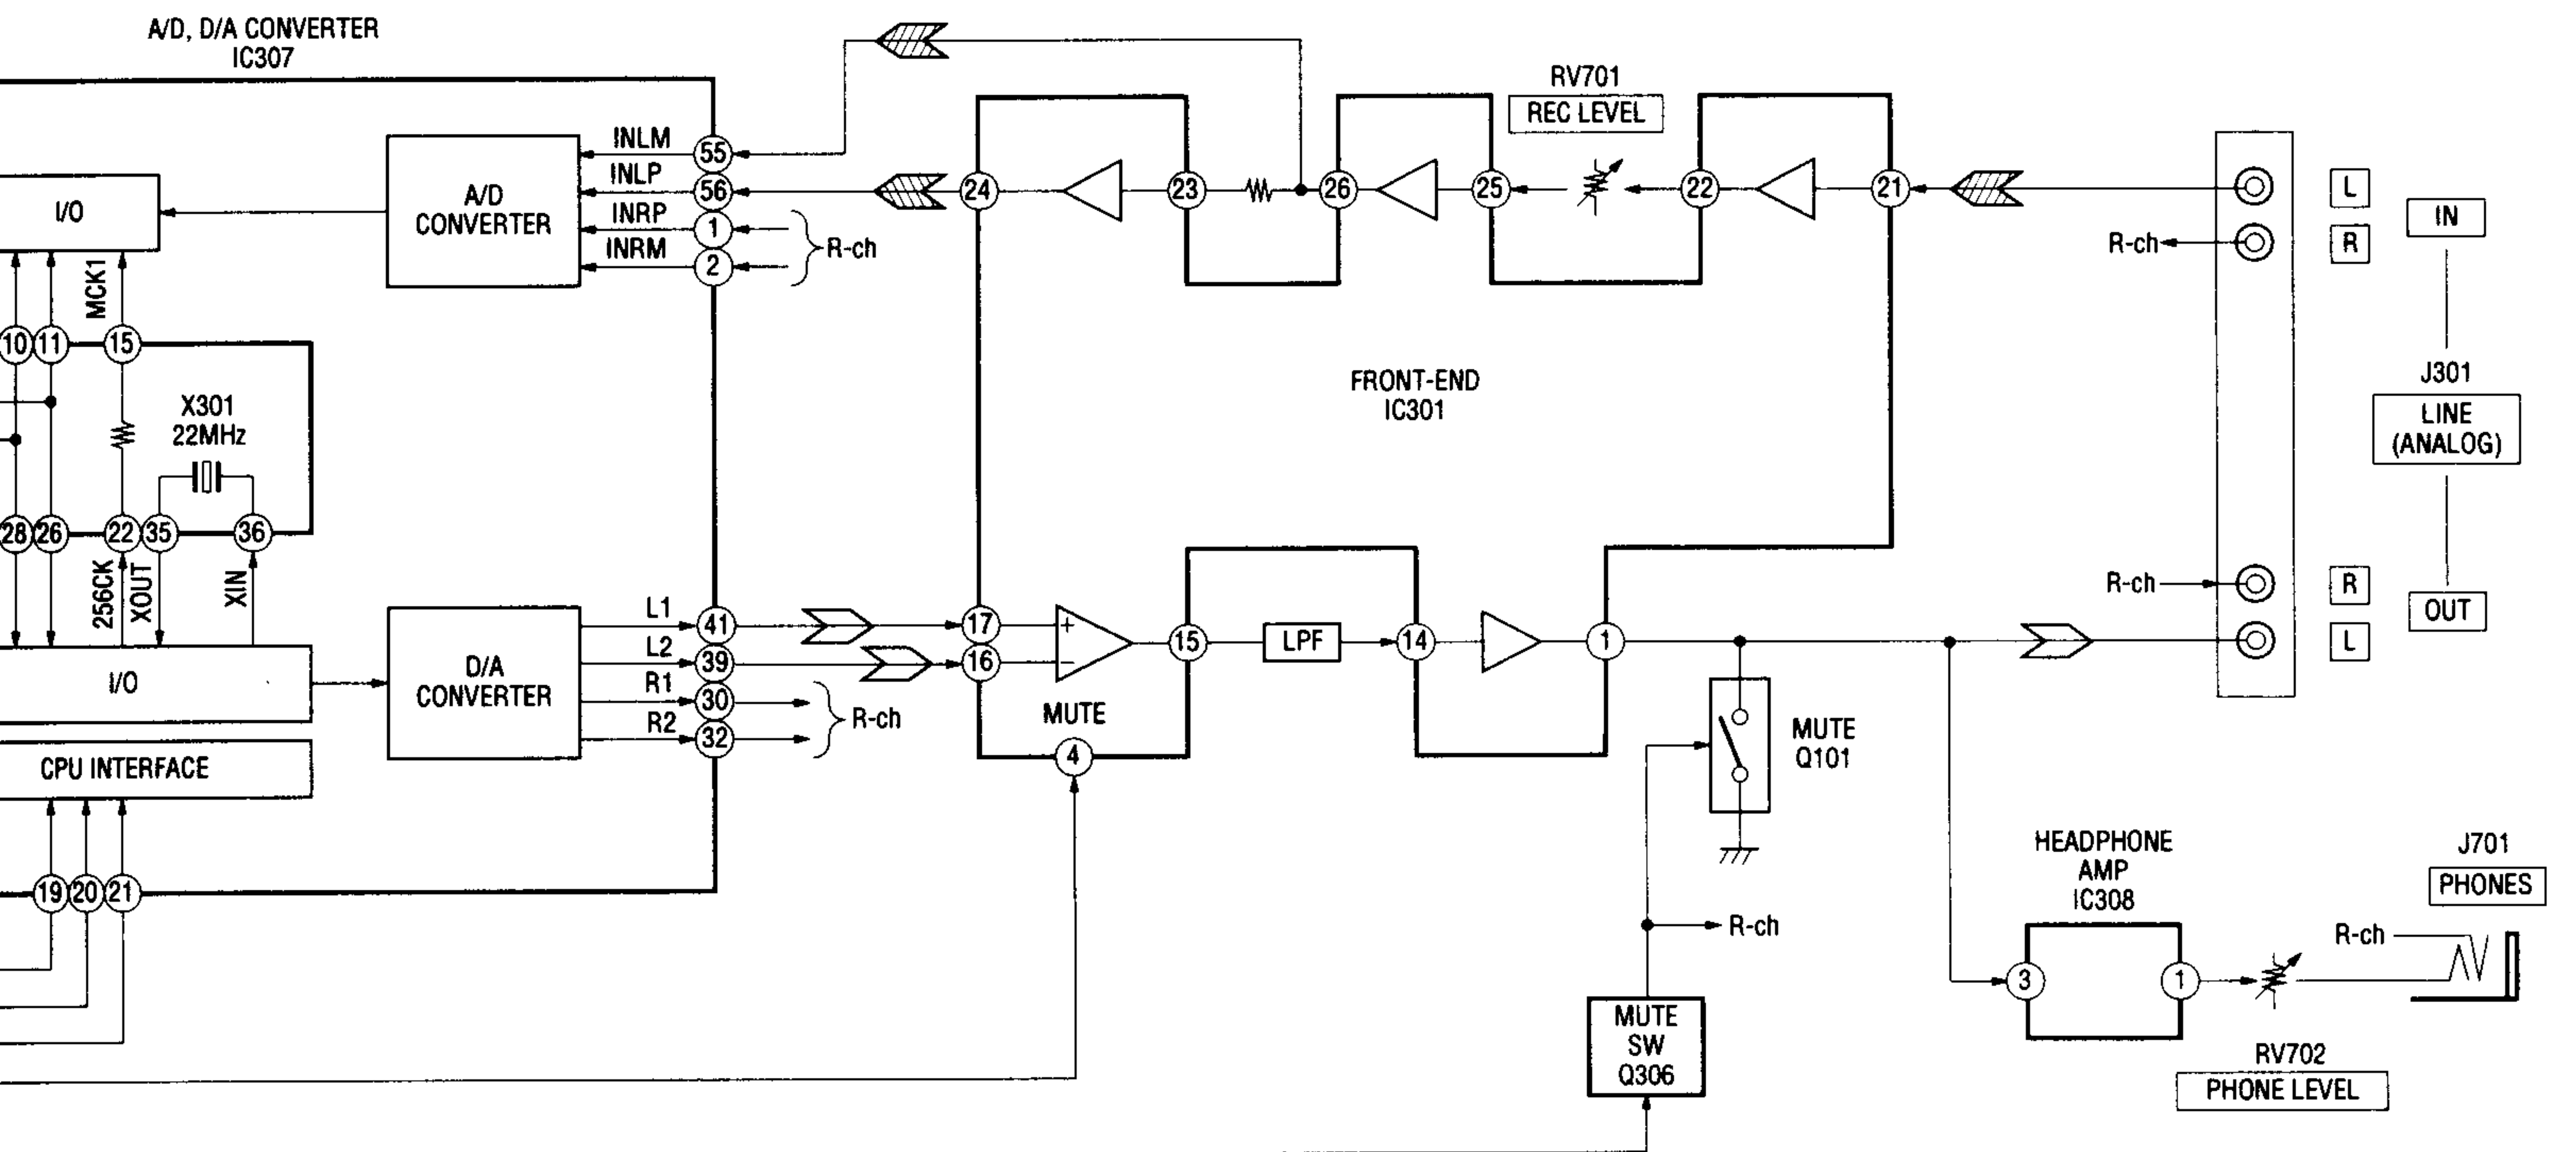 A/D, D/A CONVERTER
IC307
I/O
A/D
CONVERTER
INLM
INLP
INRP
INRM
55
56
1
2
R-ch
24
23
26
25
RV701
REC LEVEL
22
21
L
R-ch
R
IN
J301
LINE
(ANALOG)
OUT
FRONT-END
IC301
MCK1
10
11
15
X301
22MHz
28
26
22
35
36
256CK
XOUT
XIN
I/O
CPU INTERFACE
19
20
21
D/A
CONVERTER
L1
L2
R1
R2
41
39
30
32
R-ch
17
16
+
−
15
LPF
14
1
MUTE
4
R-ch
R
L
MUTE
Q101
R-ch
MUTE
SW
Q306
HEADPHONE
AMP
IC308
3
1
J701
PHONES
R-ch
RV702
PHONE LEVEL